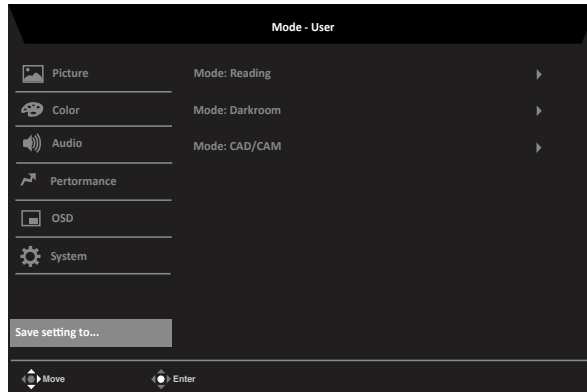 Mode - User
Picture
Mode: Reading
Color
Mode: Darkroom
Audio
Mode: CAD/CAM
Pertormance
OSD
System
Save setting to...
Move
Enter